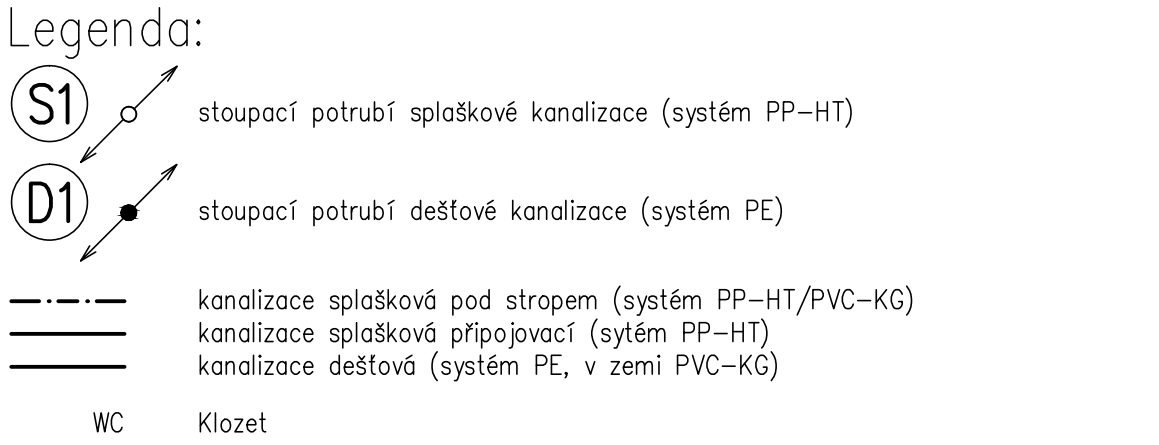 Legenda:
S1 stoupací potrubí splaškové kanalizace (systém PP-HT)
D1 stoupací potrubí dešťové kanalizace (systém PE)
kanalizace splašková pod stropem (systém PP-HT/PVC-KG)
kanalizace splašková připojovací (sytém PP-HT)
kanalizace dešťová (systém PE, v zemi PVC-KG)
WC Klozet